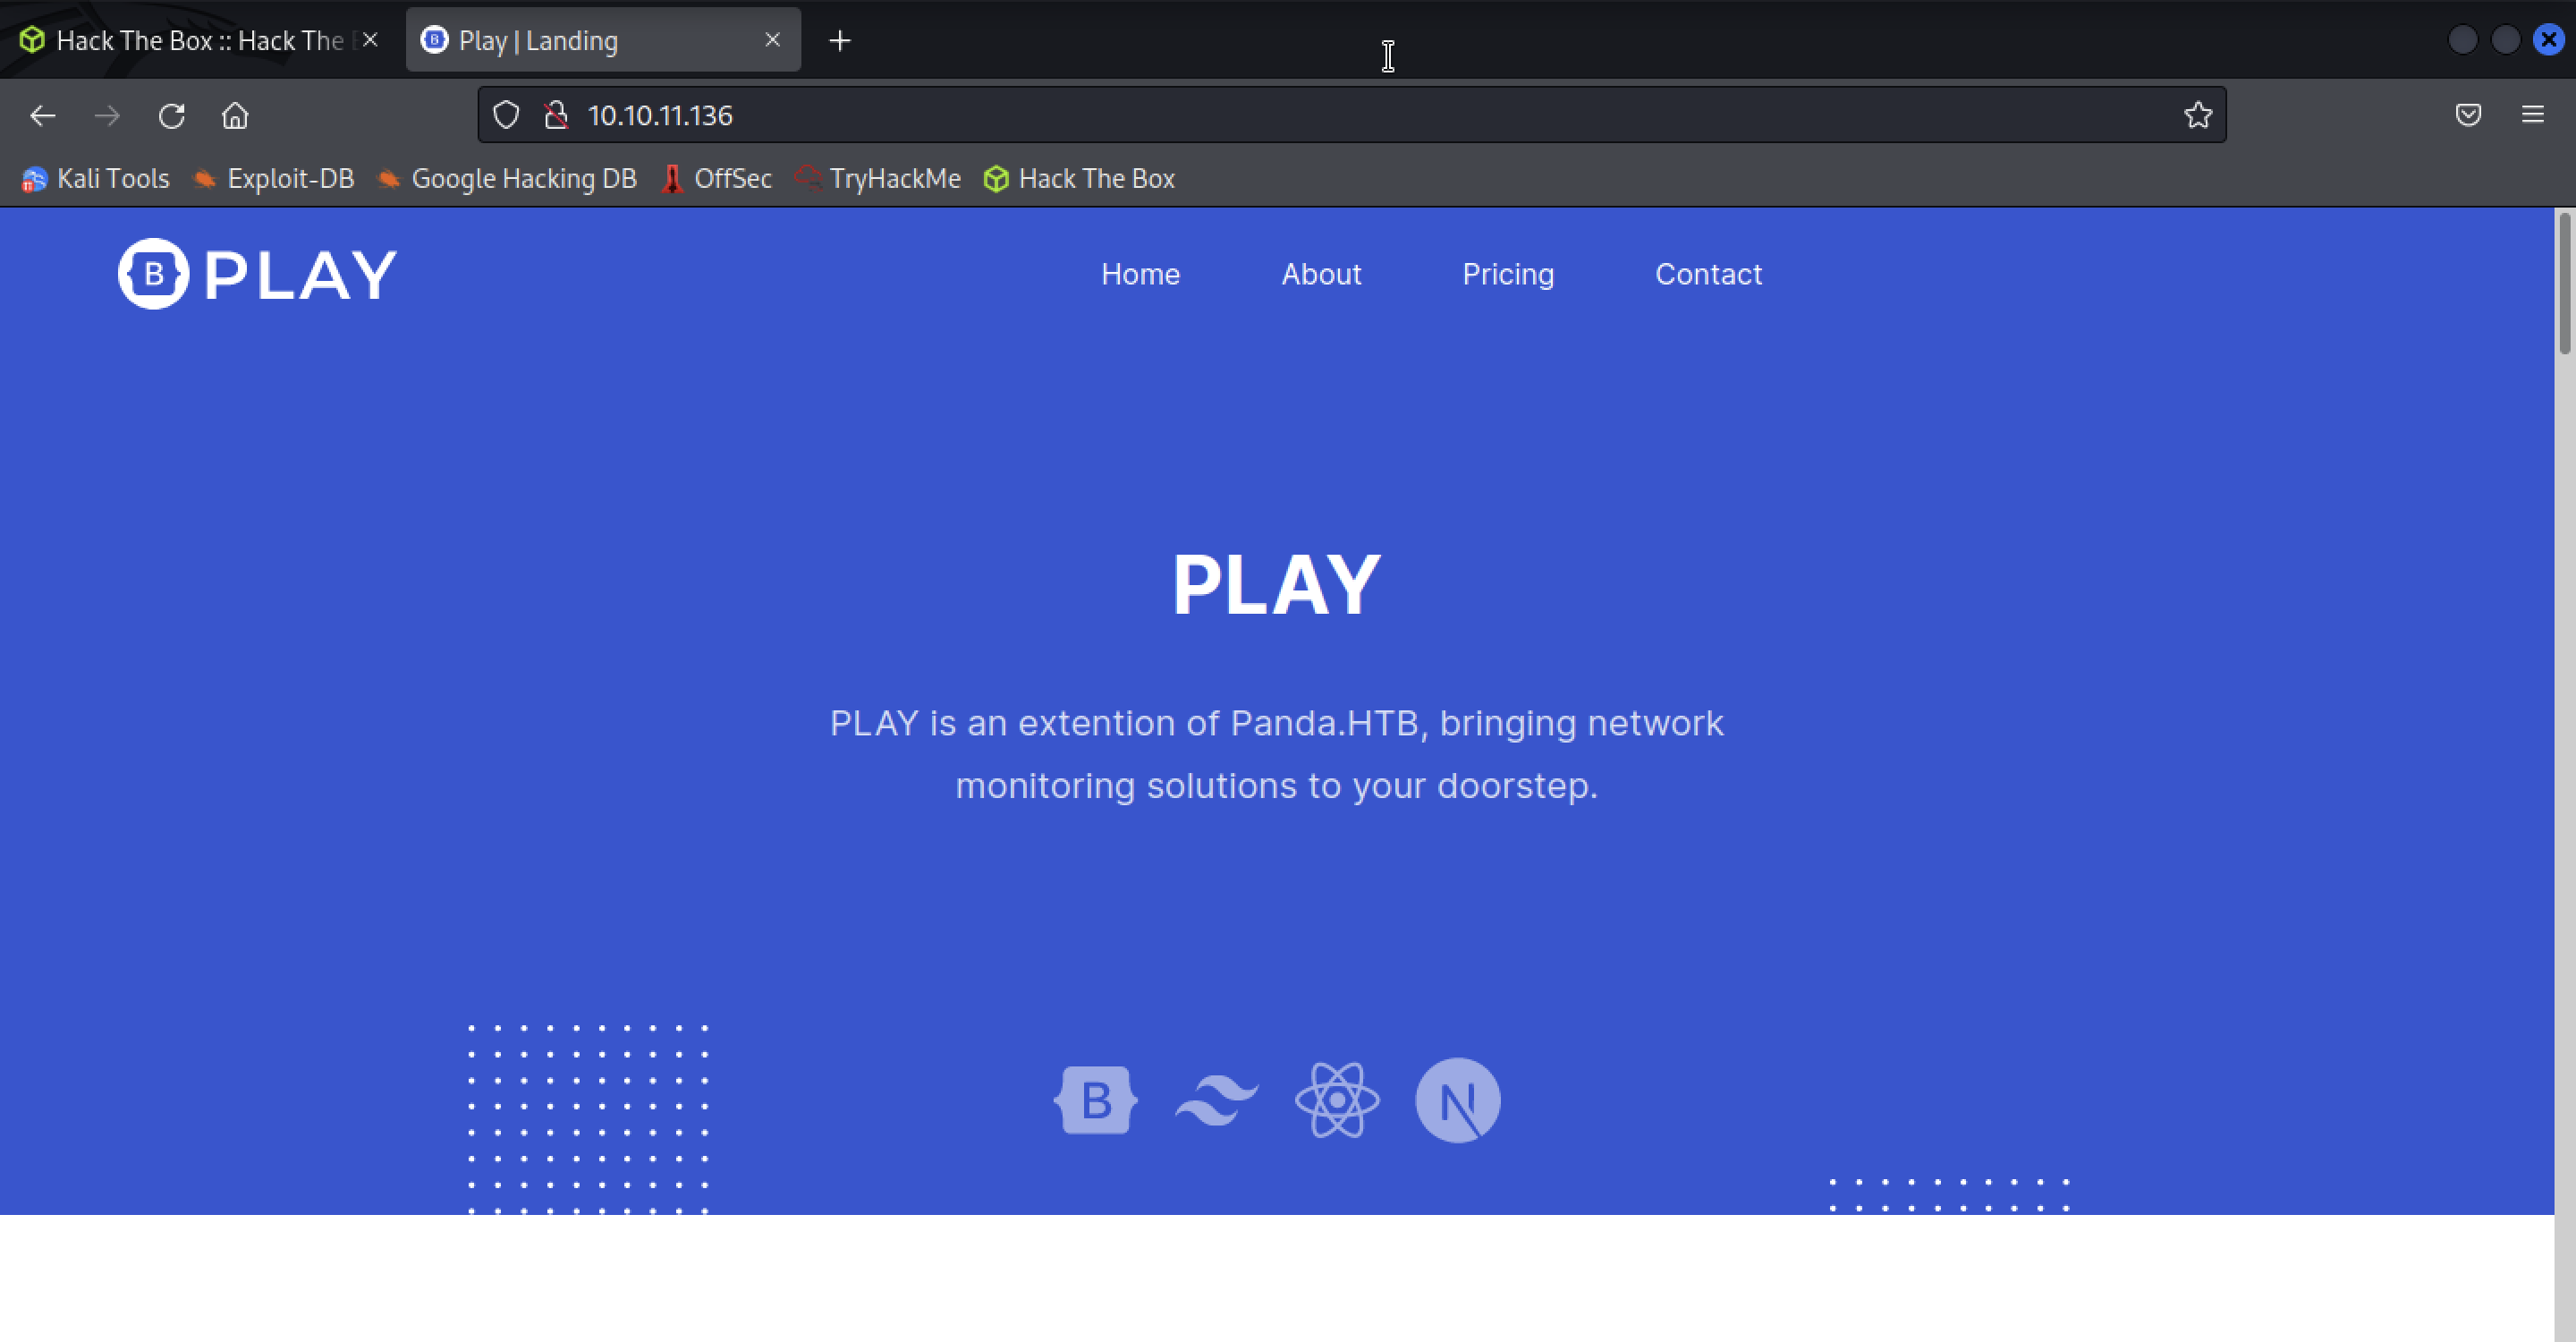 Hack The Box :: Hack The
Play | Landing
10.10.11.136
Kali Tools Exploit-DB Google Hacking DB OffSec TryHackMe Hack The Box
B PLAY Home About Pricing Contact
PLAY
PLAY is an extention of Panda.HTB, bringing network
monitoring solutions to your doorstep.
B N